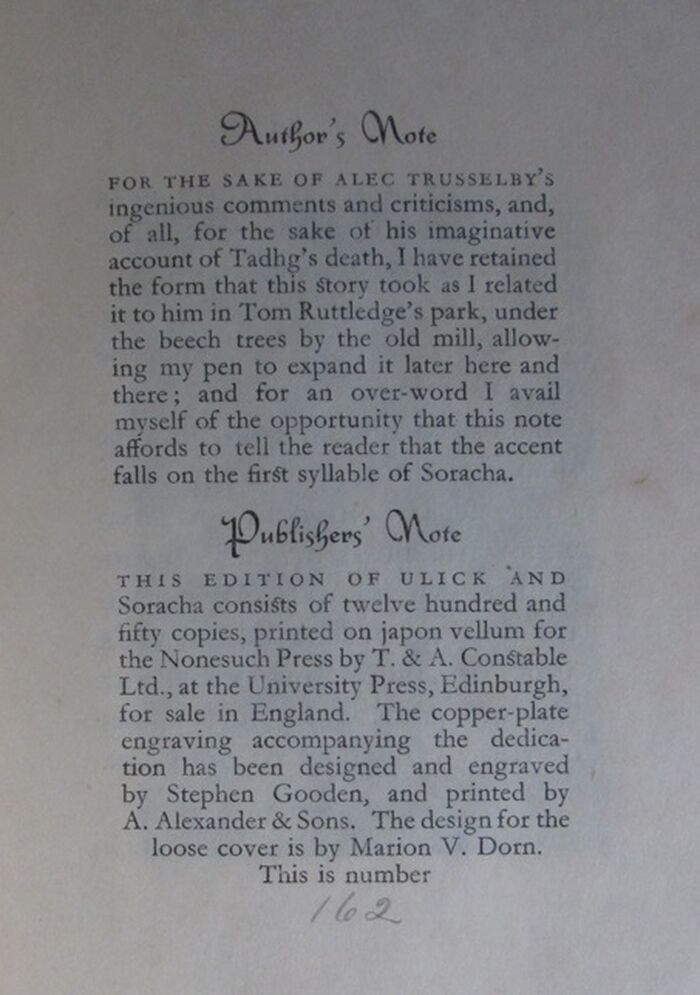 Author's Note
FOR THE SAKE OF ALEC TRUSSELBY'S
ingenious comments and criticisms, and,
of all, for the sake of his imaginative
account of Tadhg's death, I have retained
the form that this story took as I related
it to him in Tom Ruttledge's park, under
the beech trees by the old mill, allow-
ing my pen to expand it later here and
there; and for an over-word I avail
myself of the opportunity that this note
affords to tell the reader that the accent
falls on the first syllable of Soracha.
Publishers' Note
THIS EDITION OF ULICK AND
Soracha consists of twelve hundred and
fifty copies, printed on japon vellum for
the Nonesuch Press by T. & A. Constable
Ltd., at the University Press, Edinburgh,
for sale in England. The copper-plate
engraving accompanying the dedica-
tion has been designed and engraved
by Stephen Gooden, and printed by
A. Alexander & Sons. The design for the
loose cover is by Marion V. Dorn.
This is number
162